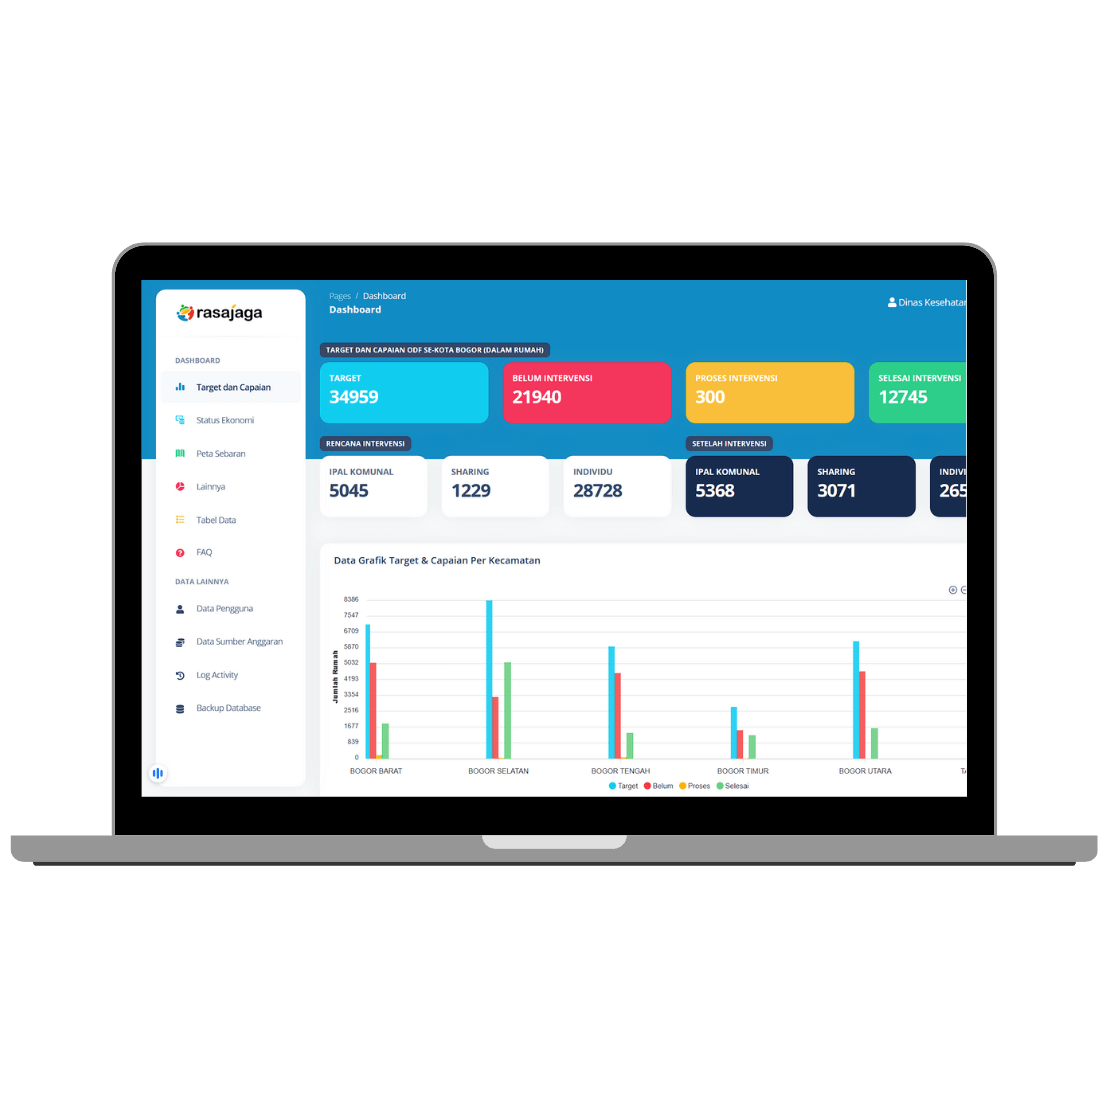 rasajaga
DASHBOARD
Target dan Capaian
Status Ekonomi
Peta Sebaran
Lainnya
Tabel Data
FAQ
DATA LAINNYA
Data Pengguna
Data Sumber Anggaran
Log Activity
Backup Database
Pages / Dashboard
Dashboard
Dinas Kesehatan
TARGET DAN CAPAIAN ODF SE-KOTA BOGOR (DALAM RUMAH)
TARGET
34959
BELUM INTERVENSI
21940
PROSES INTERVENSI
300
SELESAI INTERVENSI
12745
RENCANA INTERVENSI
IPAL KOMUNAL
5045
SHARING
1229
INDIVIDU
28728
SETELAH INTERVENSI
IPAL KOMUNAL
5368
SHARING
3071
INDIVI
265
Data Grafik Target & Capaian Per Kecamatan
Jumlah Rumah
8386
7547
6709
5870
5032
4193
3354
2516
1677
839
0
BOGOR BARAT
BOGOR SELATAN
BOGOR TENGAH
BOGOR TIMUR
BOGOR UTARA
TA
Target Belum Proses Selesai